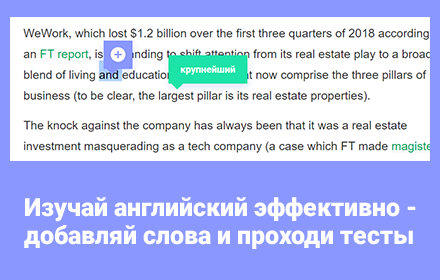 WeWork, which lost $1.2 billion over the first three quarters of 2018 according
an FT report, is anding to shift attention from its real estate play to a broad
blend of living and education t now comprise the three pillars of
крупнейший
business (to be clear, the largest pillar is its real estate properties).
The knock against the company has always been that it was a real estate
investment masquerading as a tech company (a case which FT made magiste
Изучай английский эффективно -
добавляй слова и проходи тесты